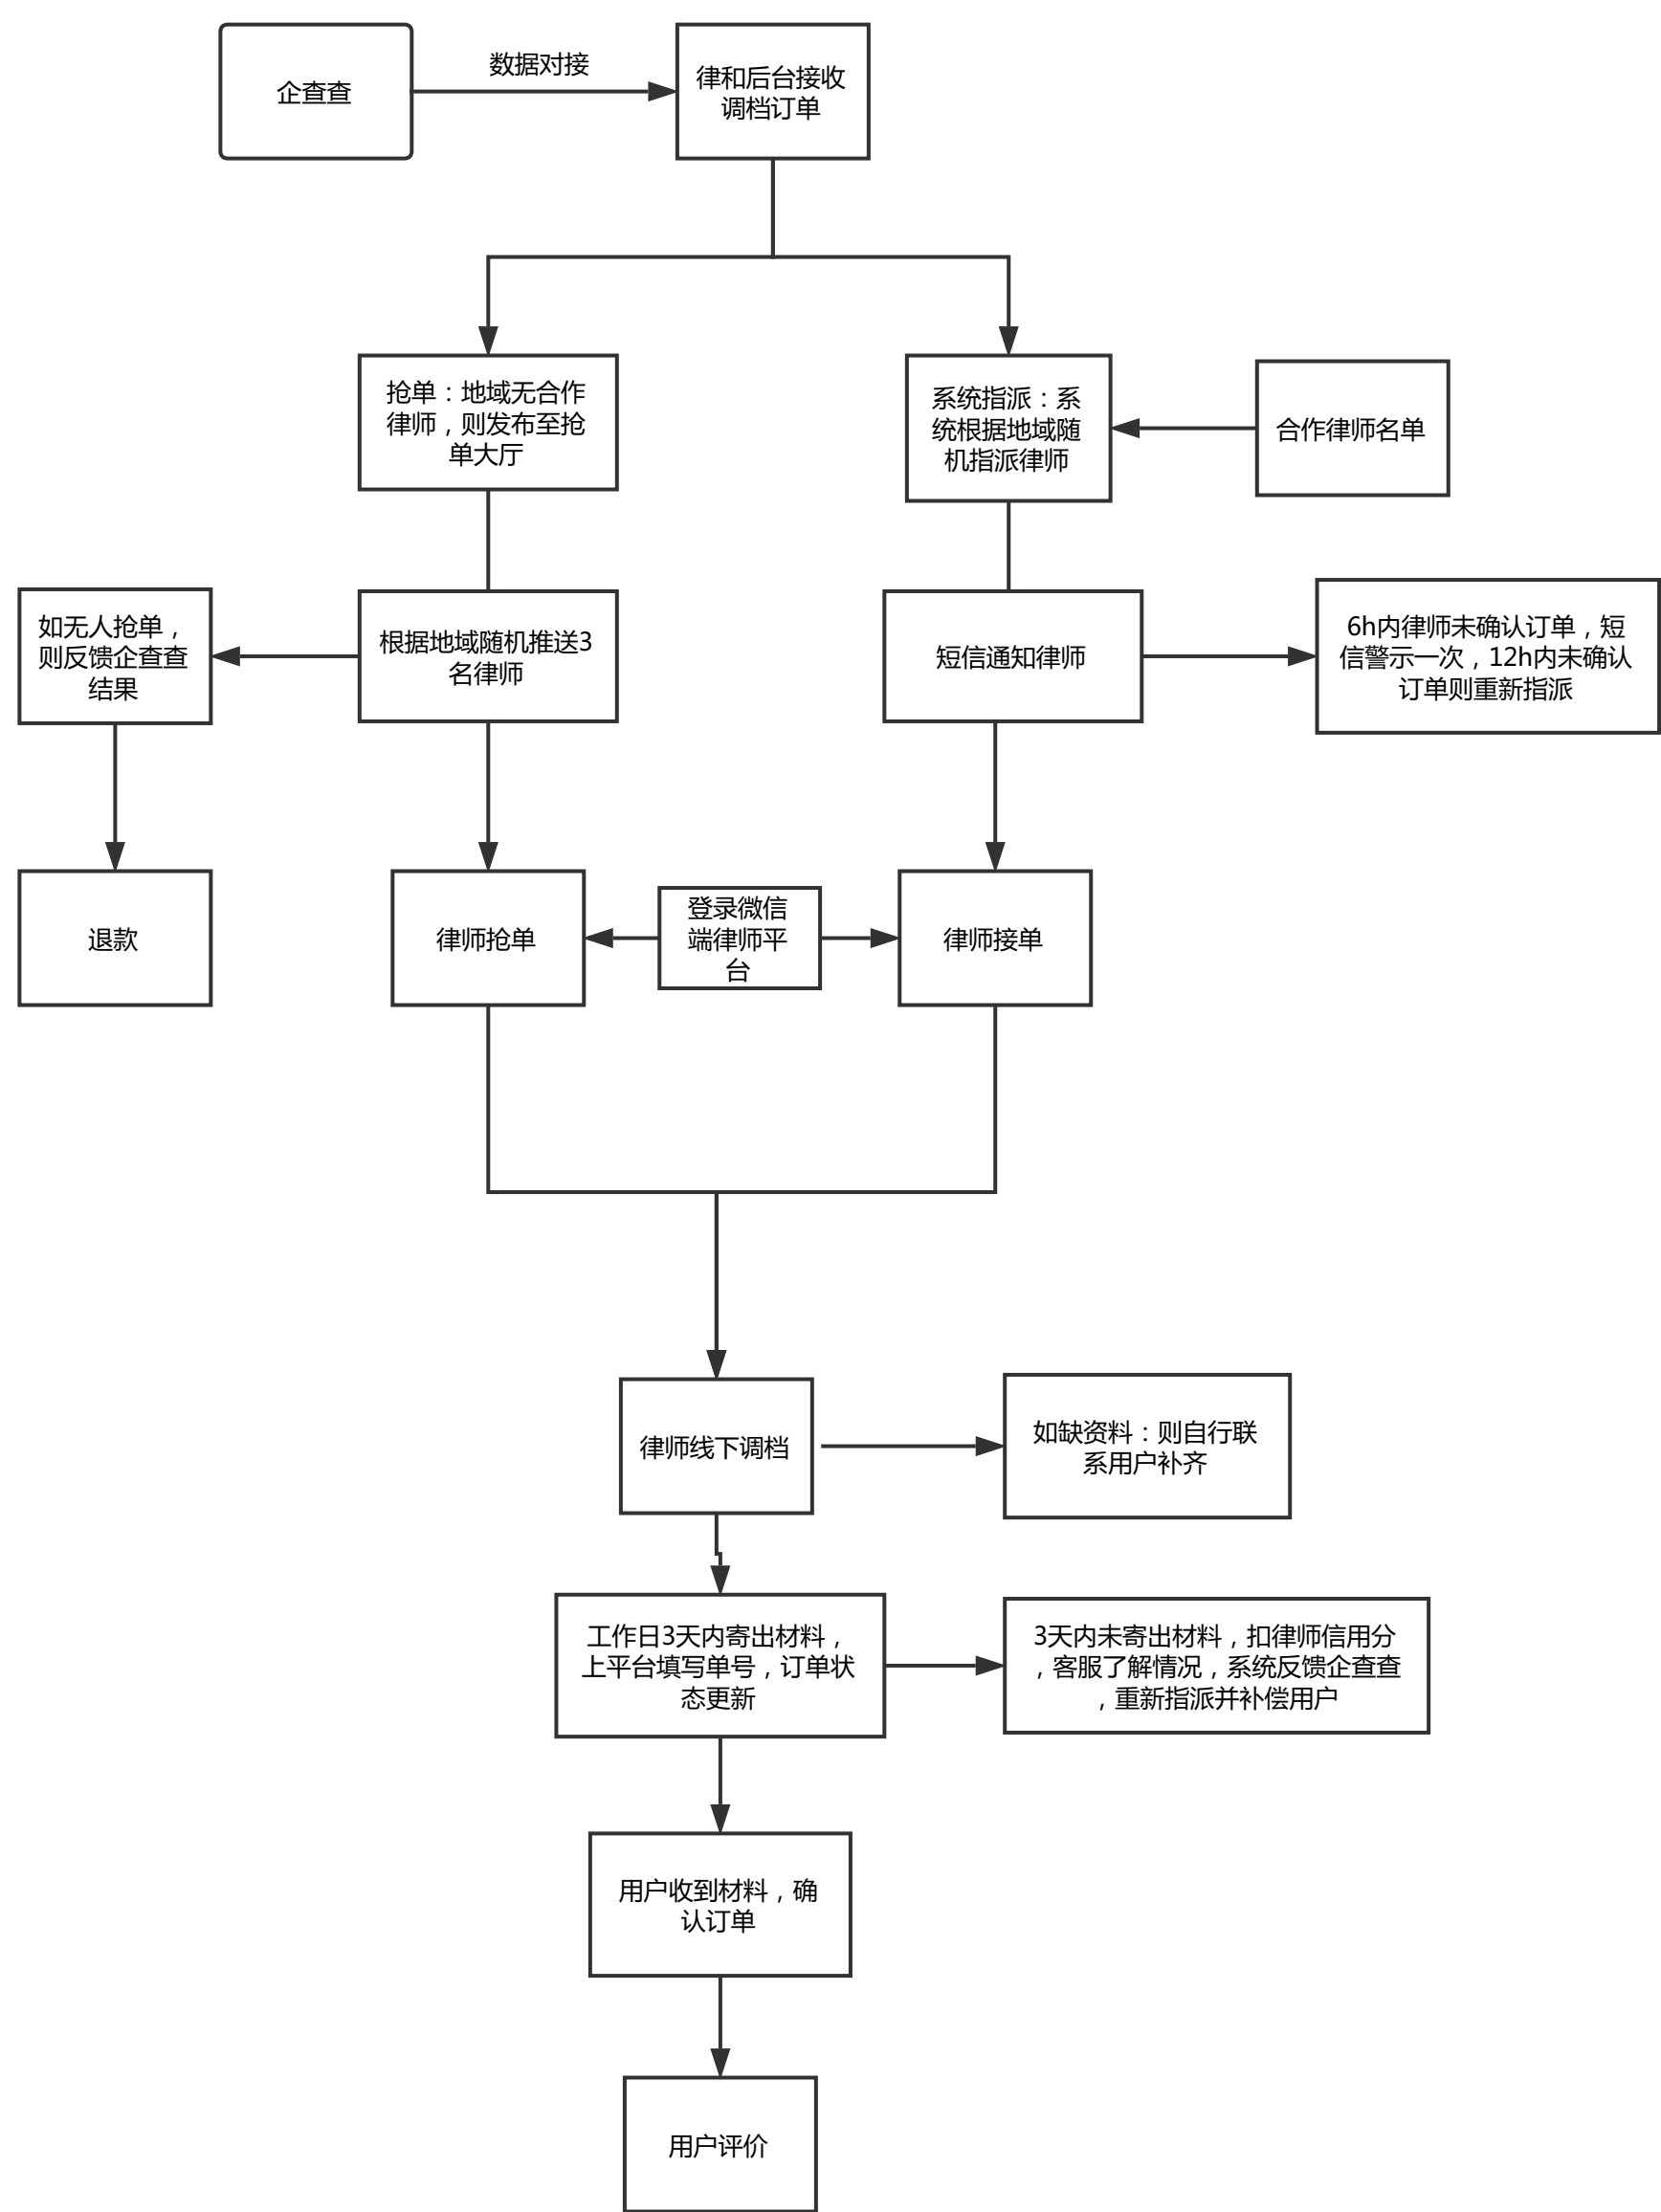 企查查
数据对接
律和后台接收
调档订单
抢单：地域无合作
律师，则发布至抢
单大厅
系统指派：系
统根据地域随
机指派律师
合作律师名单
如无人抢单，
则反馈企查查
结果
根据地域随机推送3
名律师
短信通知律师
6h内律师未确认订单，短
信警示一次，12h内未确认
订单则重新指派
退款
律师抢单
登录微信
端律师平
台
律师接单
律师线下调档
如缺资料：则自行联
系用户补齐
工作日3天内寄出材料，
上平台填写单号，订单状
态更新
3天内未寄出材料，扣律师信用分
，客服了解情况，系统反馈企查查
，重新指派并补偿用户
用户收到材料，确
认订单
用户评价